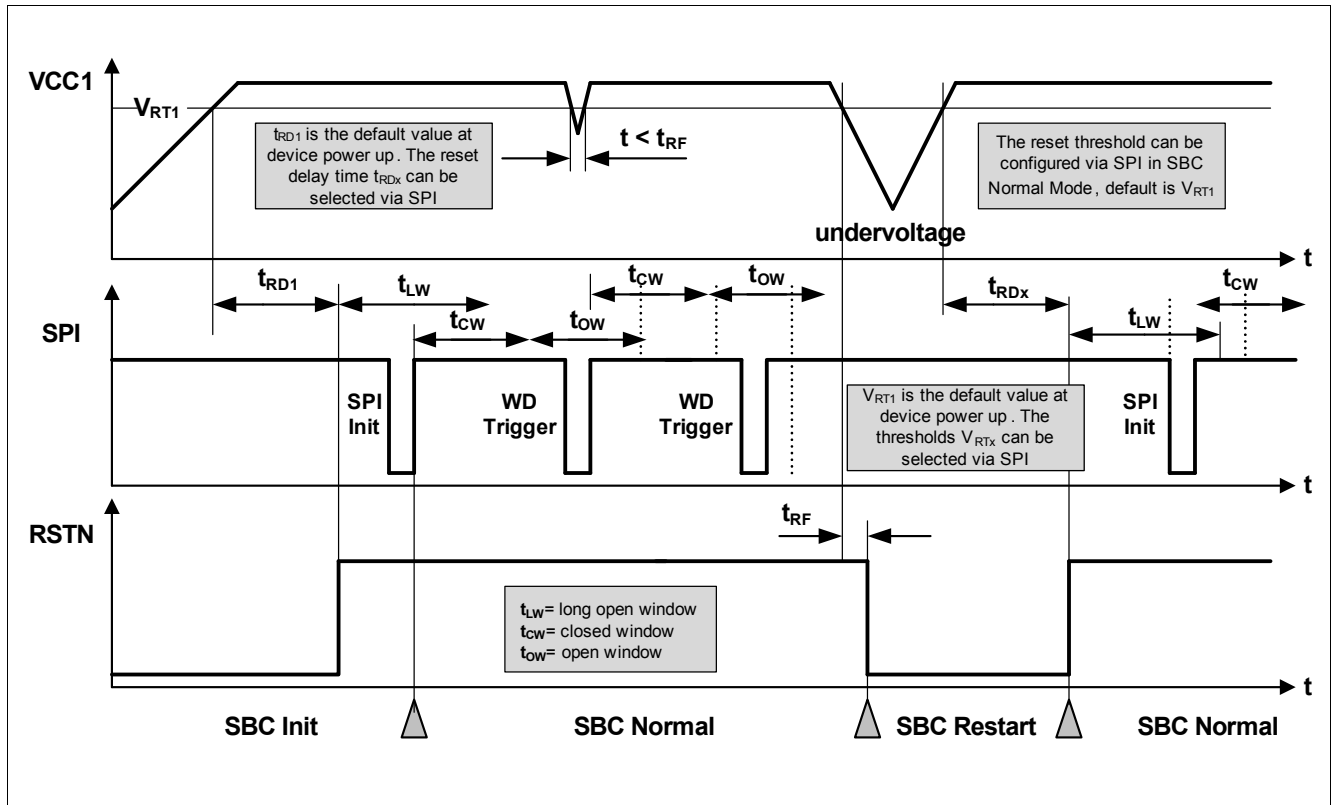 VCC1
VRT1
tRD1 is the default value at
device power up . The reset
delay time tRDx can be
selected via SPI
t < tRF
The reset threshold can be
configured via SPI in SBC
Normal Mode , default is VRT1
undervoltage
t
tRD1
tLW
tCW
tOW
tRDx
tCW
SPI
tCW
tOW
tLW
SPI
Init
WD
Trigger
WD
Trigger
VRT1 is the default value at
device power up . The
thresholds VRTx can be
selected via SPI
SPI
Init
t
RSTN
tRF
tLW= long open window
tCW= closed window
tOW= open window
t
SBC Init
SBC Normal
SBC Restart
SBC Normal